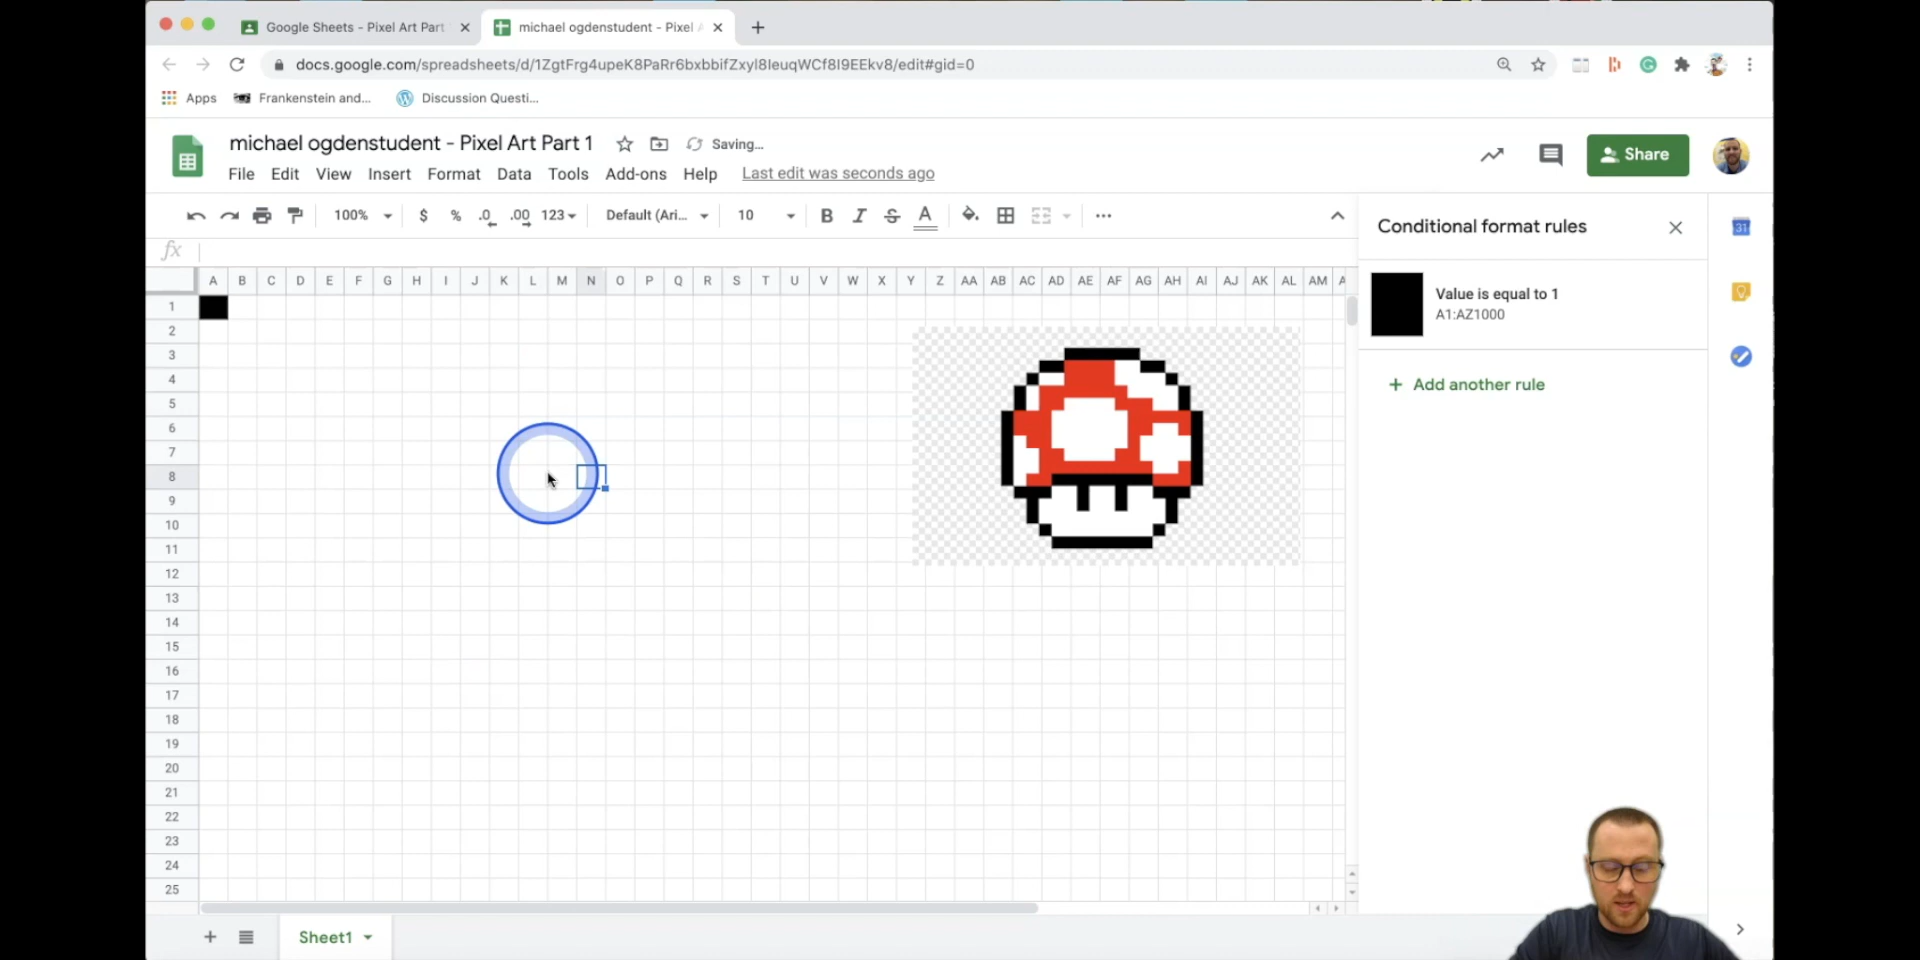 Google Sheets - Pixel Art Part
michael ogdenstudent - Pixel A
docs.google.com/spreadsheets/d/1ZgtFrg4upeK8PaRr6bxbbifZxyl8IeuqWCf8I9EEkv8/edit#gid=0
Apps Frankenstein and... Discussion Questi...
michael ogdenstudent - Pixel Art Part 1 Saving...
File Edit View Insert Format Data Tools Add-ons Help Last edit was seconds ago
Share
100% $ % .0 .00 123 Default (Ari... 10 B I S A
fx
Conditional format rules
A B C D E F G H I J K L M N O P Q R S T U V W X Y Z AA AB AC AD AE AF AG AH AI AJ AK AL AM A
1
2
3
4
5
6
7
8
9
10
11
12
13
14
15
16
17
18
19
20
21
22
23
24
25
Value is equal to 1
A1:AZ1000
+ Add another rule
31
Sheet1